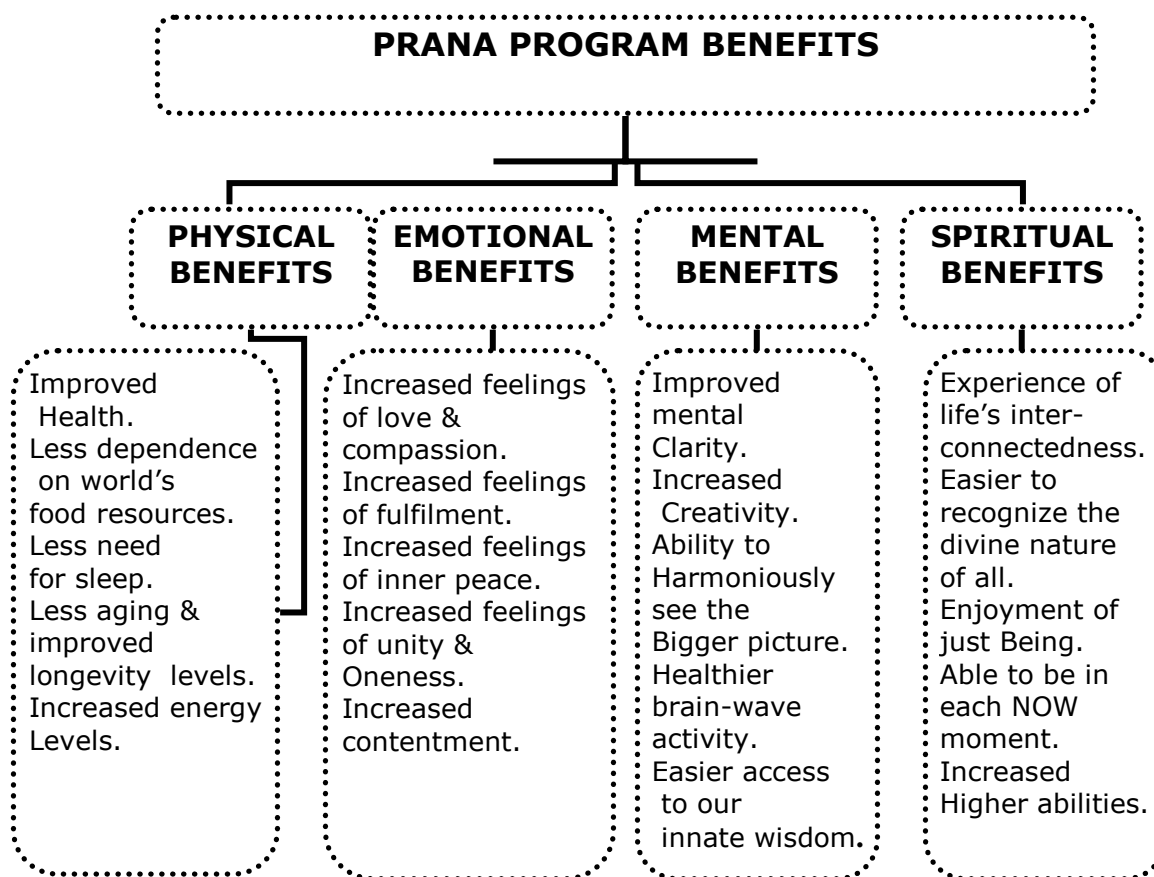 PRANA PROGRAM BENEFITS
PHYSICAL
BENEFITS
EMOTIONAL
BENEFITS
MENTAL
BENEFITS
SPIRITUAL
BENEFITS
Improved
Health.
Less dependence
on world's
food resources.
Less need
for sleep.
Less aging &
improved
longevity levels.
Increased energy
Levels.
Increased feelings
of love &
compassion.
Increased feelings
of fulfilment.
Increased feelings
of inner peace.
Increased feelings
of unity &
Oneness.
Increased
contentment.
Improved
mental
Clarity.
Increased
Creativity.
Ability to
Harmoniously
see the
Bigger picture.
Healthier
brain-wave
activity.
Easier access
to our
innate wisdom.
Experience of
life's inter-
connectedness.
Easier to
recognize the
divine nature
of all.
Enjoyment of
just Being.
Able to be in
each NOW
moment.
Increased
Higher abilities.